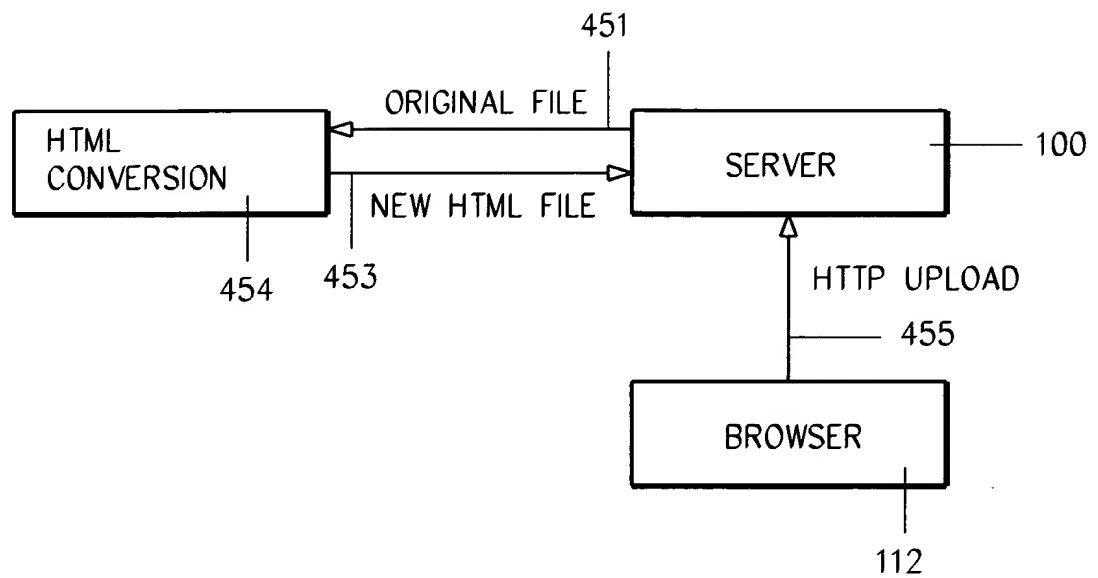 451
ORIGINAL FILE
HTML
CONVERSION
SERVER
100
NEW HTML FILE
454
453
HTTP UPLOAD
455
BROWSER
112